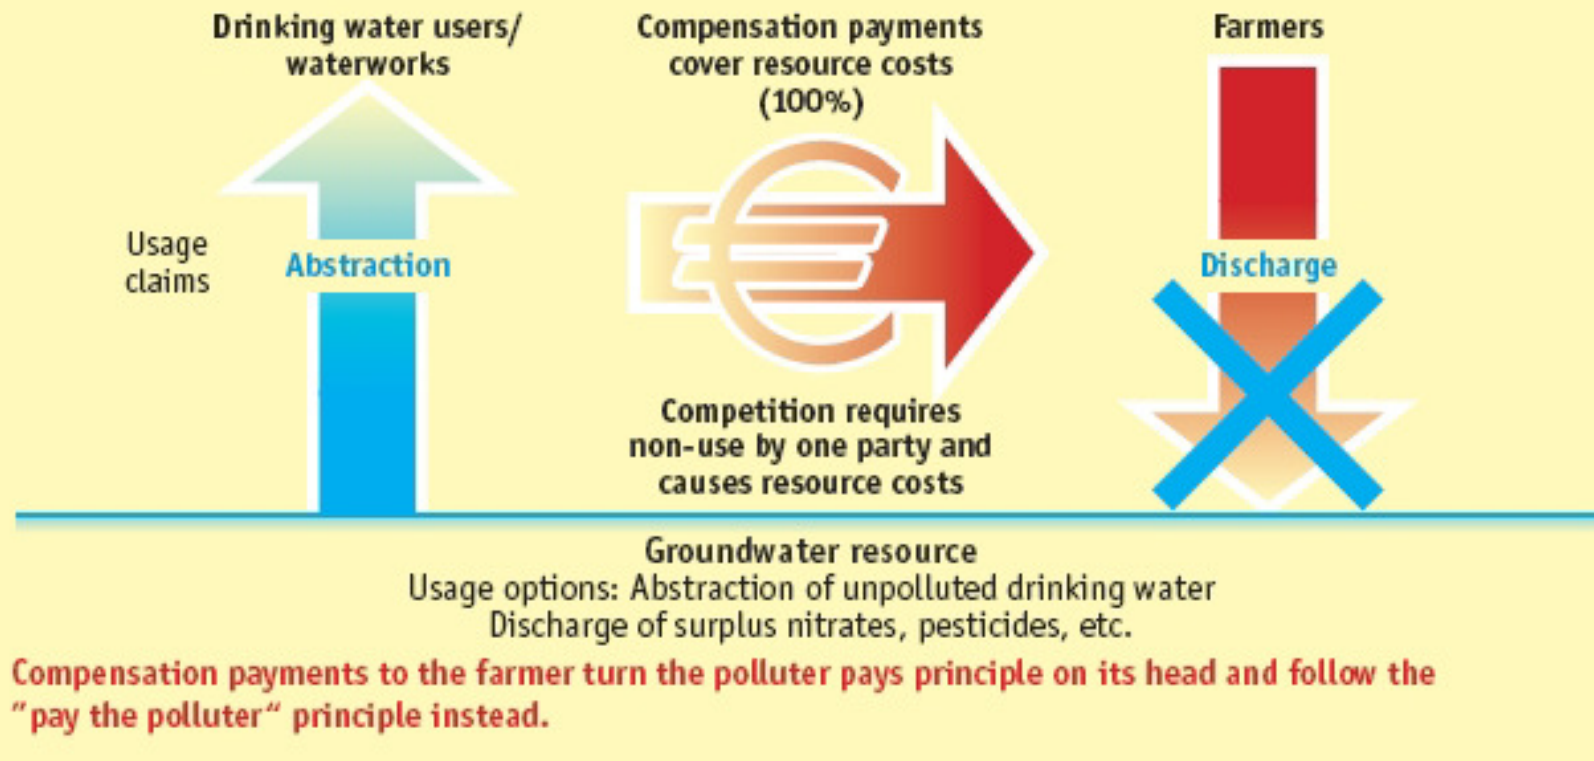 Drinking water users/
waterworks
Compensation payments
cover resource costs
(100%)
Farmers
Usage
claims
Abstraction
€
Discharge
Competition requires
non-use by one party and
causes resource costs
Groundwater resource
Usage options: Abstraction of unpolluted drinking water
Discharge of surplus nitrates, pesticides, etc.
Compensation payments to the farmer turn the polluter pays principle on its head and follow the
”pay the polluter“ principle instead.